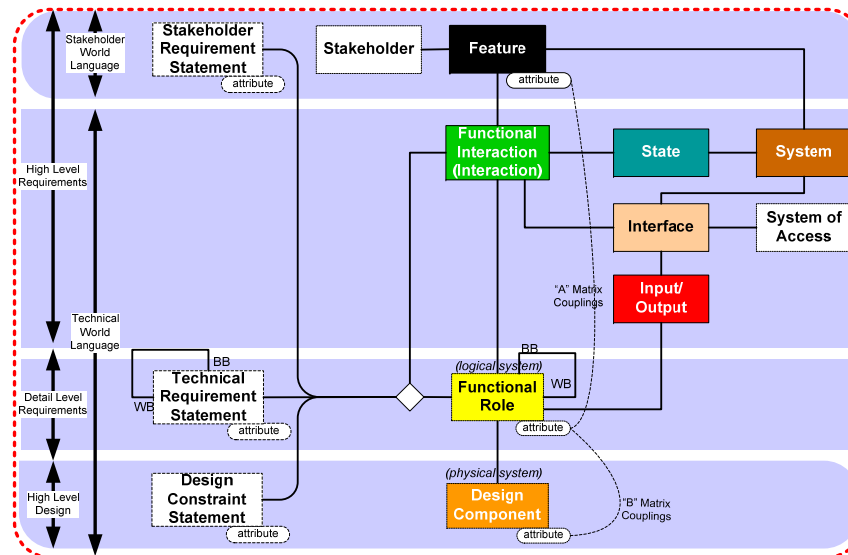 Stakeholder
World
Language
Stakeholder
Requirement
Statement
attribute
Stakeholder
Feature
attribute
High Level
Requirements
Functional
Interaction
(Interaction)
State
System
Interface
System of
Access
"A" Matrix
Couplings
Input/
Output
Technical
World
Language
BB
WB
Technical
Requirement
Statement
attribute
(logical system)
BB
WB
Functional
Role
attribute
Detail Level
Requirements
High Level
Design
Design
Constraint
Statement
attribute
(physical system)
Design
Component
attribute
"B" Matrix
Couplings